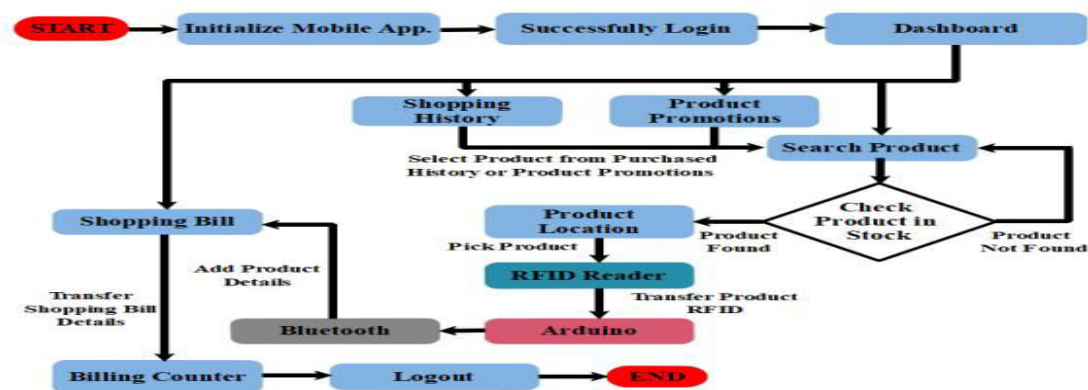 START
Initialize Mobile App.
Successfully Login
Dashboard
Shopping
History
Product
Promotions
Search Product
Select Product from Purchased
History or Product Promotions
Check
Product in
Stock
Product
Found
Product
Not Found
Product
Location
Pick Product
RFID Reader
Transfer Product
RFID
Arduino
Bluetooth
Add Product
Details
Shopping Bill
Transfer
Shopping Bill
Details
Billing Counter
Logout
END